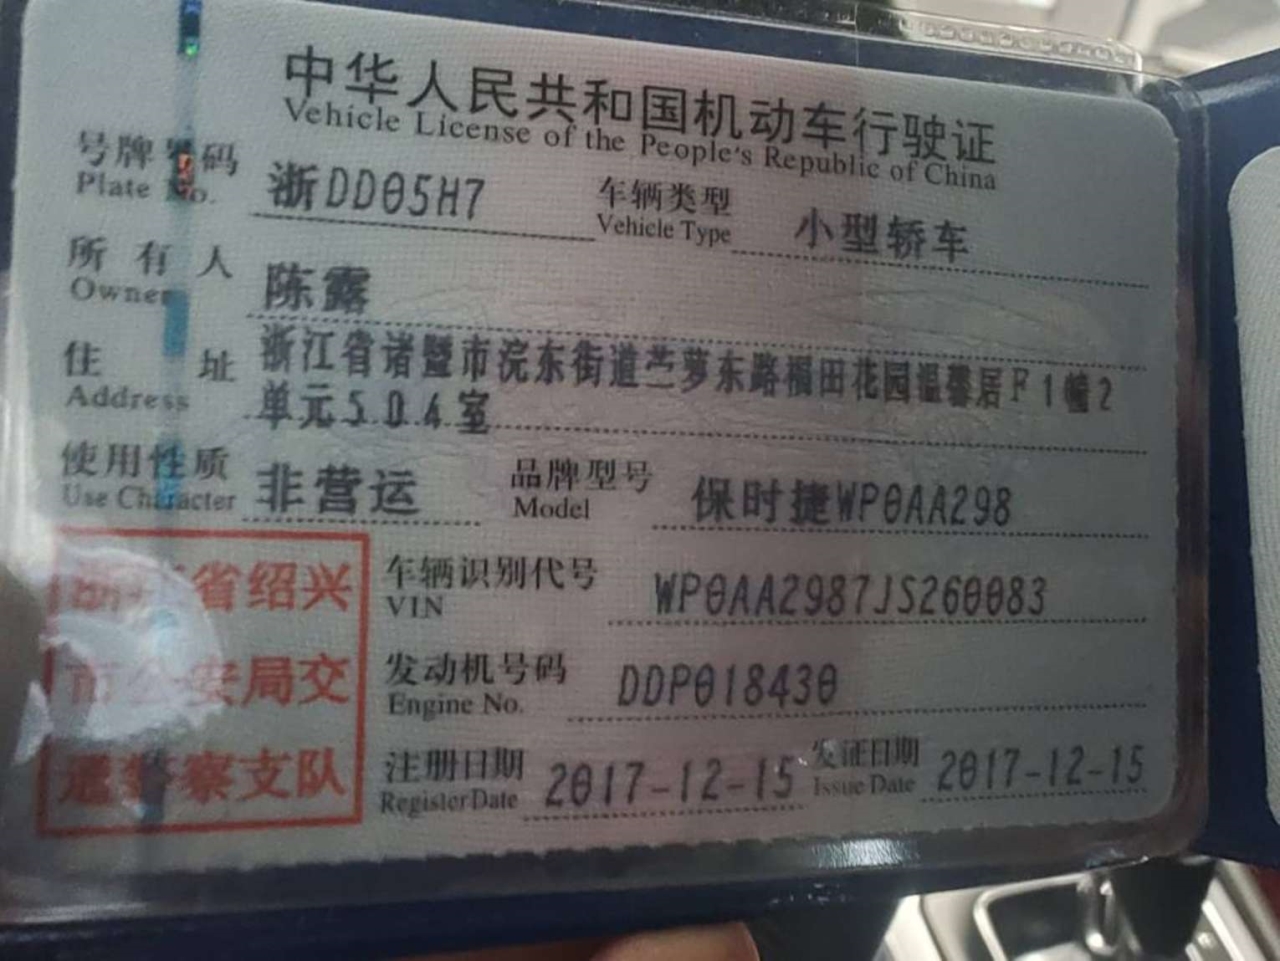 中华人民共和国机动车行驶证
Vehicle License of the People's Republic of China
号牌号码 浙DD05H7 车辆类型 小型轿车
Plate No. Vehicle Type
所有人 陈露
Owner
住址 浙江省诸暨市浣东街道苎萝东路福田花园温馨居F1幢2
Address 单元504室
使用性质 非营运 品牌型号 保时捷WP0AA298
Use Character Model
车辆识别代号 WP0AA2987JS260083
VIN
发动机号码 DDP018430
Engine No.
注册日期 2017-12-15 发证日期 2017-12-15
Register Date Issue Date
浙江省绍兴
市公安局交
通警察支队